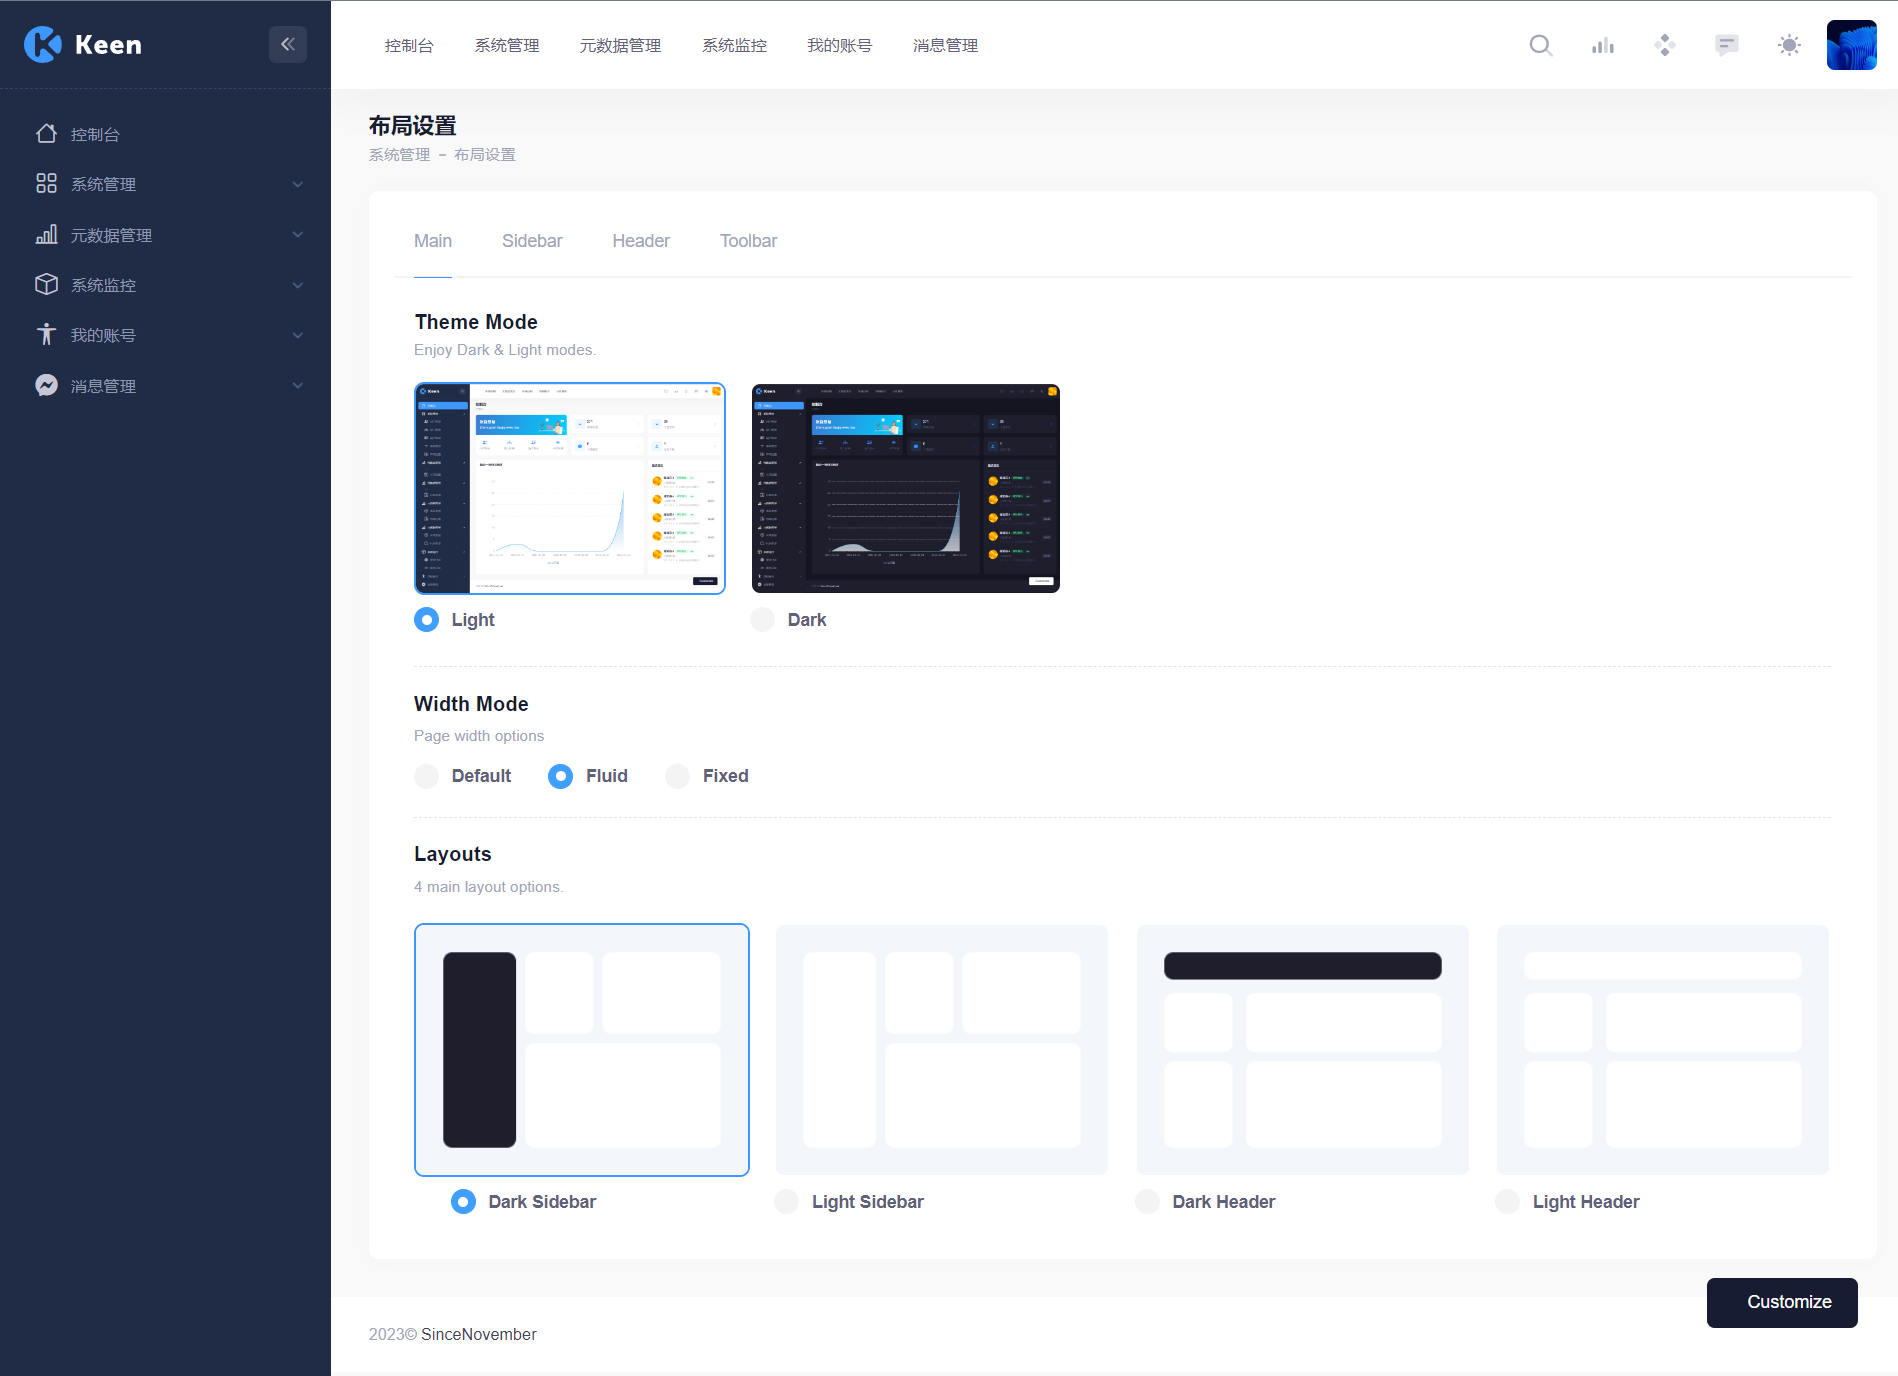 Keen
控制台 系统管理 元数据管理 系统监控 我的账号 消息管理
控制台
系统管理
元数据管理
系统监控
我的账号
消息管理
布局设置
系统管理 – 布局设置
Main Sidebar Header Toolbar
Theme Mode
Enjoy Dark & Light modes.
Light Dark
Width Mode
Page width options
Default Fluid Fixed
Layouts
4 main layout options.
Dark Sidebar Light Sidebar Dark Header Light Header
Customize
2023© SinceNovember